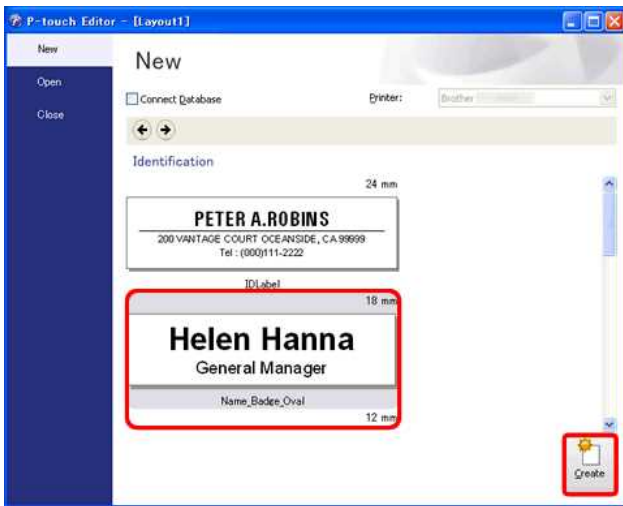 P-touch Editor - [Layout1]
New
Open
Close
New
Connect Database
Printer:
Brother
Identification
24 mm
PETER A.ROBINS
200 VANTAGE COURT OCEANSIDE, CA 99999
Tel : (000)111-2222
IDLabel
18 mm
Helen Hanna
General Manager
Name_Badge_Oval
12 mm
Create